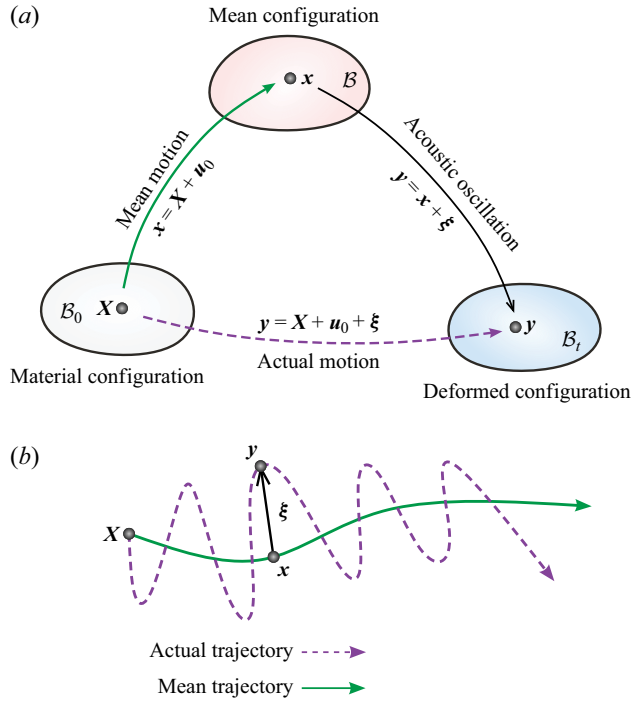 (a)
Mean configuration
x
ℬ
Mean motion
x = X + u₀
Acoustic oscillation
y = x + ξ
ℬ₀
X
y = X + u₀ + ξ
Actual motion
y
ℬₜ
Material configuration
Deformed configuration
(b)
y
X
ξ
x
Actual trajectory
Mean trajectory